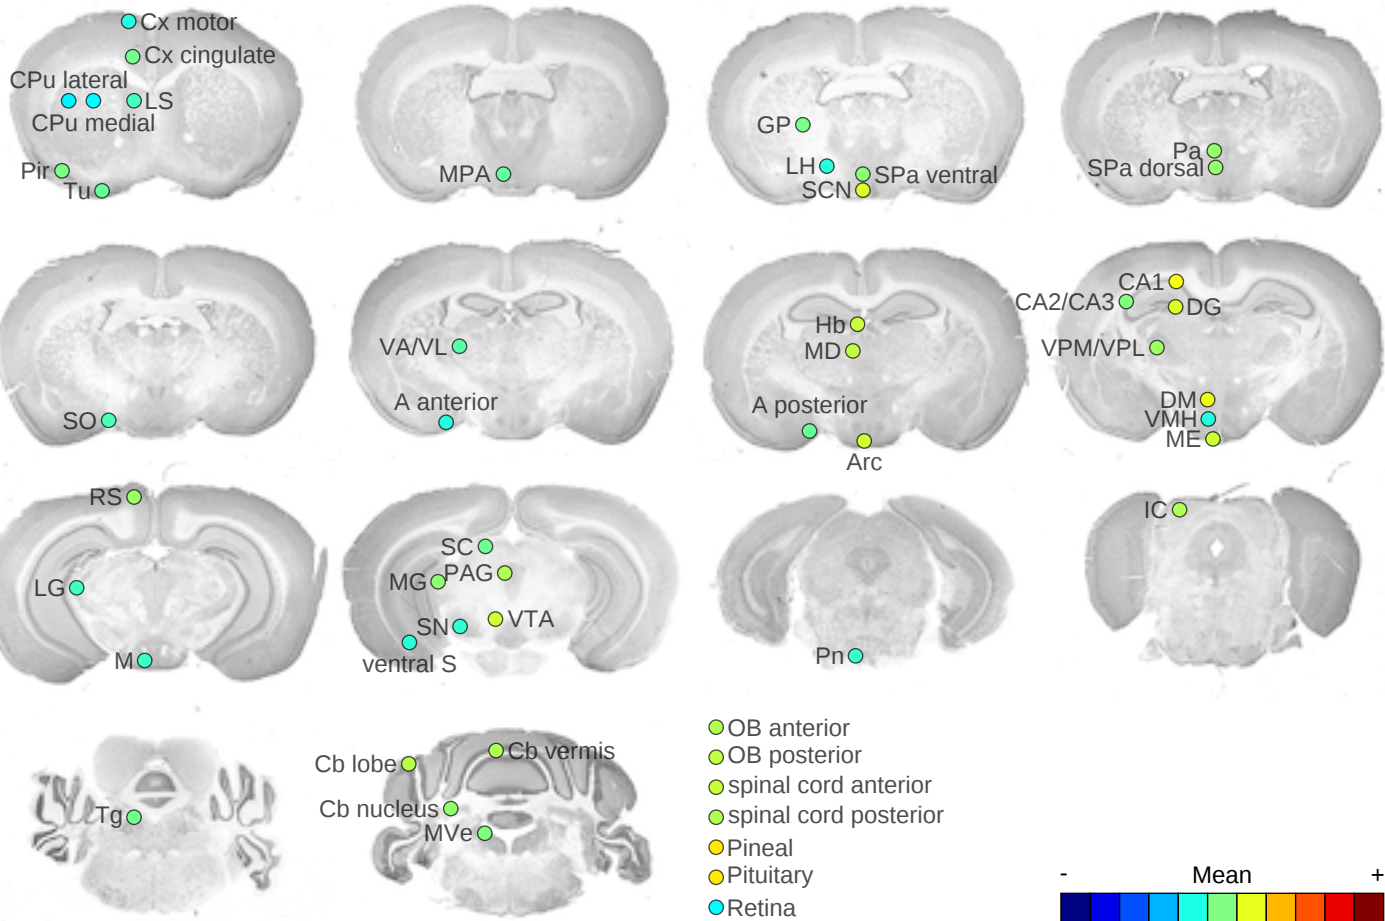 Cx motor
Cx cingulate
CPu lateral
LS
CPu medial
Pir
Tu
MPA
GP
LH
SPa ventral
SCN
Pa
SPa dorsal
SO
VA/VL
A anterior
Hb
MD
A posterior
Arc
CA1
CA2/CA3
DG
VPM/VPL
DM
VMH
ME
RS
LG
M
SC
MG
PAG
SN
VTA
ventral S
Pn
IC
Tg
Cb lobe
Cb vermis
Cb nucleus
MVe
OB anterior
OB posterior
spinal cord anterior
spinal cord posterior
Pineal
Pituitary
Retina
- Mean +